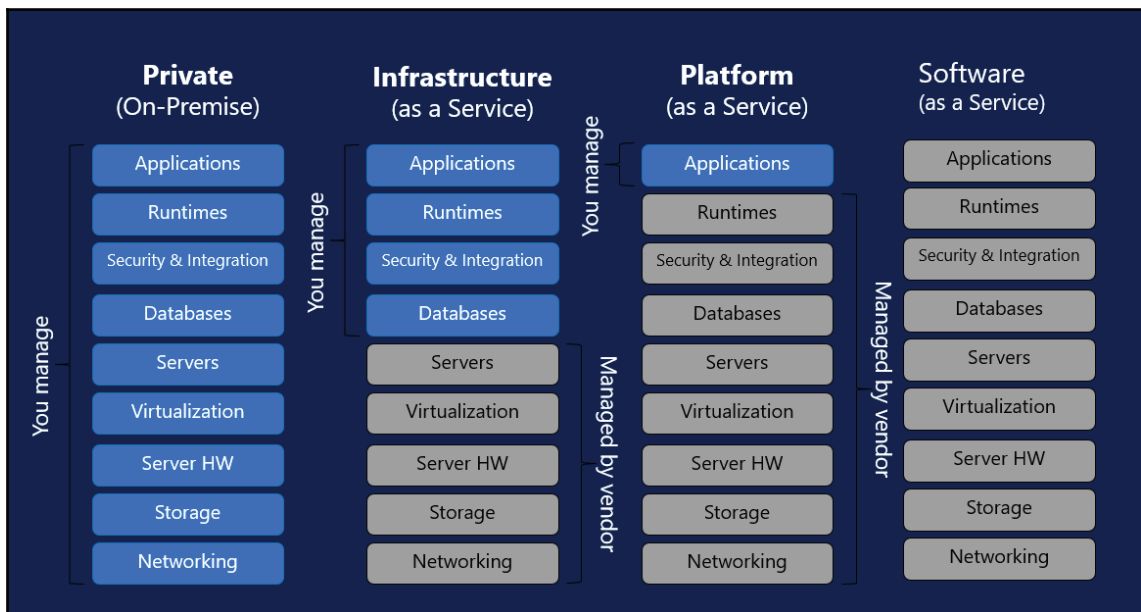 Private
(On-Premise)
You manage
Applications
Runtimes
Security & Integration
Databases
Servers
Virtualization
Server HW
Storage
Networking
Infrastructure
(as a Service)
You manage
Applications
Runtimes
Security & Integration
Databases
Servers
Virtualization
Server HW
Storage
Networking
Managed by vendor
Platform
(as a Service)
You manage
Applications
Runtimes
Security & Integration
Databases
Servers
Virtualization
Server HW
Storage
Networking
Managed by vendor
Software
(as a Service)
Applications
Runtimes
Security & Integration
Databases
Servers
Virtualization
Server HW
Storage
Networking